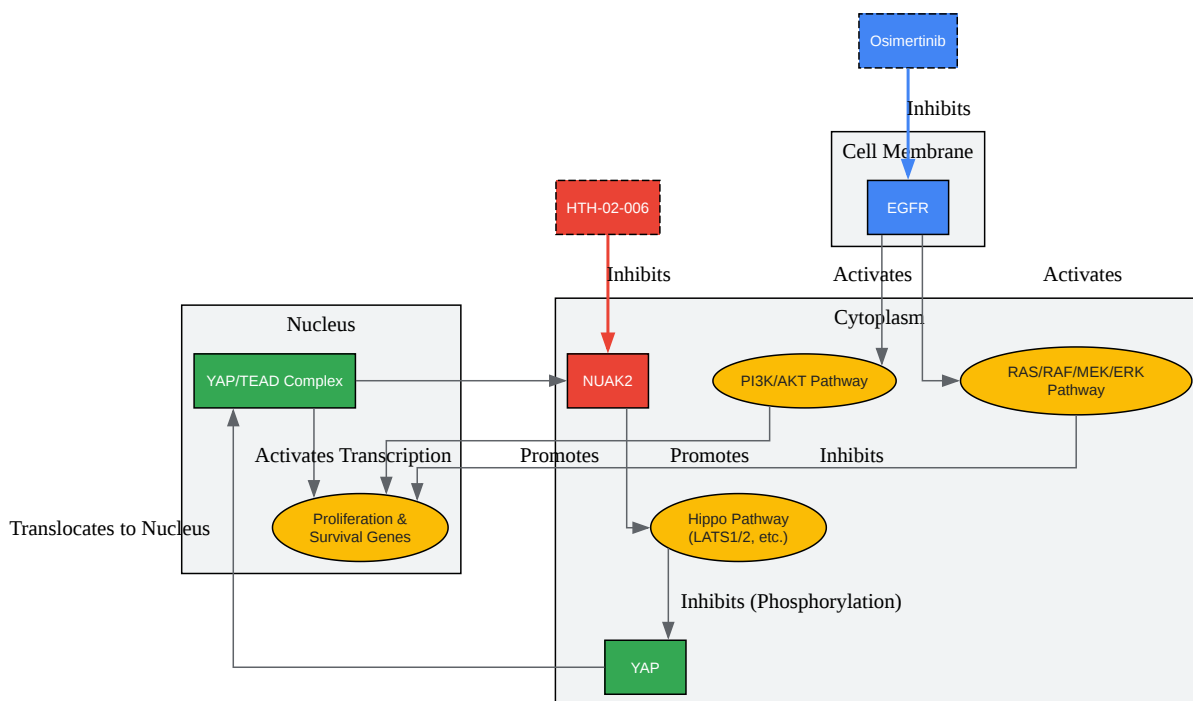 Osimertinib
Inhibits
Cell Membrane
EGFR
HTH-02-006
Inhibits
Activates
Activates
Nucleus
Cytoplasm
YAP/TEAD Complex
NUAK2
PI3K/AKT Pathway
RAS/RAF/MEK/ERK
Pathway
Activates Transcription
Promotes
Promotes
Inhibits
Translocates to Nucleus
Proliferation &
Survival Genes
Hippo Pathway
(LATS1/2, etc.)
Inhibits (Phosphorylation)
YAP